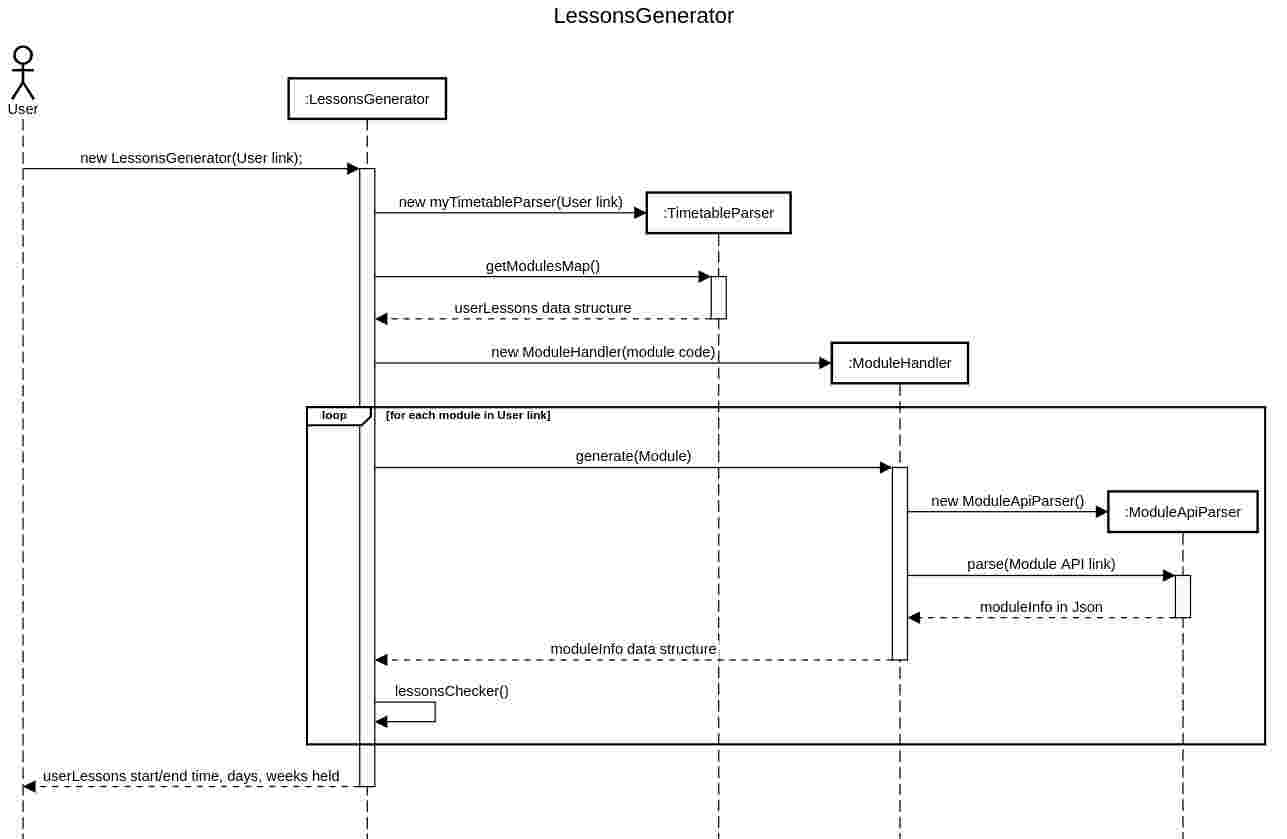 LessonsGenerator
User
:LessonsGenerator
new LessonsGenerator(User link);
new myTimetableParser(User link)
:TimetableParser
getModulesMap()
userLessons data structure
new ModuleHandler(module code)
:ModuleHandler
loop
[for each module in User link]
generate(Module)
new ModuleApiParser()
:ModuleApiParser
parse(Module API link)
moduleInfo in Json
moduleInfo data structure
lessonsChecker()
userLessons start/end time, days, weeks held